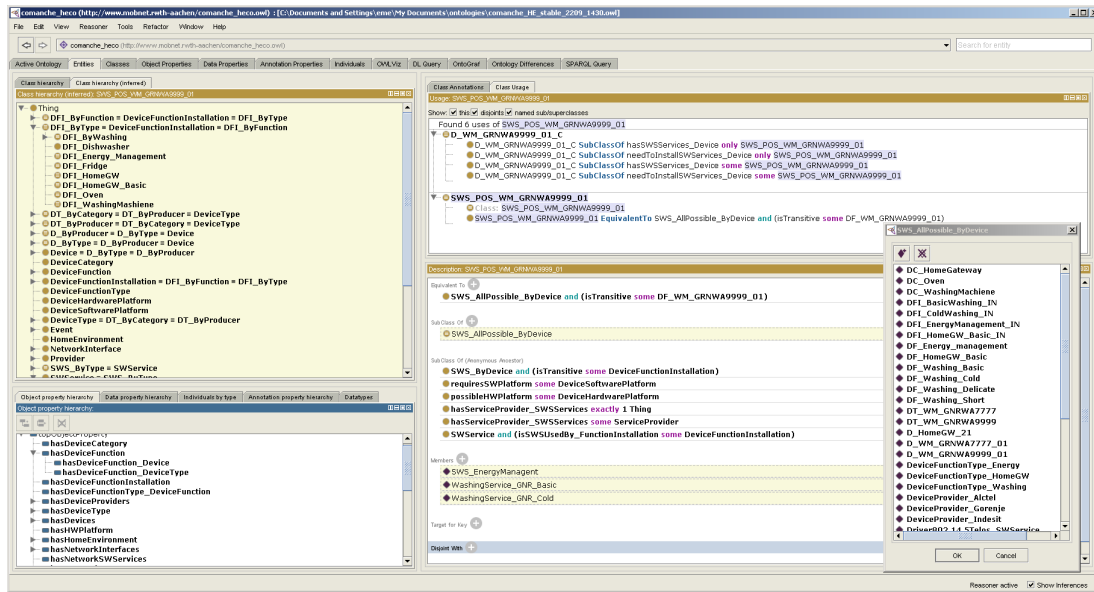 comanche_heco (http://www.mobnet.rwth-aachen/comanche_heco.owl) : [C:\Documents and Settings\eme\My Documents\ontologies\comanche_HE_stable_2209_1430.owl]
File Edit View Reasoner Tools Refactor Window Help
comanche_heco (http://www.mobnet.rwth-aachen/comanche_heco.owl)
Search for entity
Active Ontology Entities Classes Object Properties Data Properties Annotation Properties Individuals OWLViz DL Query OntoGraf Ontology Differences SPARQL Query
Class hierarchy Class hierarchy (inferred)
Class hierarchy (inferred): SWS_POS_WM_GRNWA9999_01
Thing
DFI_ByFunction = DeviceFunctionInstallation = DFI_ByType
DFI_ByType = DeviceFunctionInstallation = DFI_ByFunction
DFI_ByWashing
DFI_Dishwasher
DFI_Energy_Management
DFI_Fridge
DFI_HomeGW
DFI_HomeGW_Basic
DFI_Oven
DFI_WashingMashiene
DT_ByCategory = DT_ByProducer = DeviceType
DT_ByProducer = DT_ByCategory = DeviceType
D_ByProducer = D_ByType = Device
D_ByType = D_ByProducer = Device
Device = D_ByType = D_ByProducer
DeviceCategory
DeviceFunction
DeviceFunctionInstallation = DFI_ByFunction = DFI_ByType
DeviceFunctionType
DeviceHardwarePlatform
DeviceSoftwarePlatform
DeviceType = DT_ByCategory = DT_ByProducer
Event
HomeEnvironment
NetworkInterface
Provider
SWS_ByType = SWService
SWService = SWS_ByType
Object property hierarchy Data property hierarchy Individuals by type Annotation property hierarchy Datatypes
Object property hierarchy:
topObjectProperty
hasDeviceCategory
hasDeviceFunction
hasDeviceFunction_Device
hasDeviceFunction_DeviceType
hasDeviceFunctionInstallation
hasDeviceFunctionType_DeviceFunction
hasDeviceProviders
hasDeviceType
hasDevices
hasHWPlatform
hasHomeEnvironment
hasNetworkInterfaces
hasNetworkSWServices
Class Annotations Class Usage
Usage: SWS_POS_WM_GRNWA9999_01
Show: this disjoints named sub/superclasses
Found 6 uses of SWS_POS_WM_GRNWA9999_01
D_WM_GRNWA9999_01_C
D_WM_GRNWA9999_01_C SubClassOf hasSWSServices_Device only SWS_POS_WM_GRNWA9999_01
D_WM_GRNWA9999_01_C SubClassOf needToInstallSWServices_Device only SWS_POS_WM_GRNWA9999_01
D_WM_GRNWA9999_01_C SubClassOf hasSWSServices_Device some SWS_POS_WM_GRNWA9999_01
D_WM_GRNWA9999_01_C SubClassOf needToInstallSWServices_Device some SWS_POS_WM_GRNWA9999_01
SWS_POS_WM_GRNWA9999_01
Class: SWS_POS_WM_GRNWA9999_01
SWS_POS_WM_GRNWA9999_01 EquivalentTo SWS_AllPossible_ByDevice and (isTransitive some DF_WM_GRNWA9999_01)
Description: SWS_POS_WM_GRNWA9999_01
Equivalent To
SWS_AllPossible_ByDevice and (isTransitive some DF_WM_GRNWA9999_01)
Sub Class Of
SWS_AllPossible_ByDevice
Sub Class Of (Anonymous Ancestor)
SWS_ByDevice and (isTransitive some DeviceFunctionInstallation)
requiresSWPlatform some DeviceSoftwarePlatform
possibleHWPlatform some DeviceHardwarePlatform
hasServiceProvider_SWSServices exactly 1 Thing
hasServiceProvider_SWSServices some ServiceProvider
SWService and (isSWSUsedBy_FunctionInstallation some DeviceFunctionInstallation)
Members
SWS_EnergyManagent
WashingService_GNR_Basic
WashingService_GNR_Cold
Target for Key
Disjoint With
SWS_AllPossible_ByDevice
DC_HomeGateway
DC_Oven
DC_WashingMachiene
DFI_BasicWashing_IN
DFI_ColdWashing_IN
DFI_EnergyManagement_IN
DFI_HomeGW_Basic_IN
DF_Energy_management
DF_HomeGW_Basic
DF_Washing_Basic
DF_Washing_Cold
DF_Washing_Delicate
DF_Washing_Short
DT_WM_GNRWA7777
DT_WM_GRNWA9999
D_HomeGW_21
D_WM_GRNWA7777_01
D_WM_GRNWA9999_01
DeviceFunctionType_Energy
DeviceFunctionType_HomeGW
DeviceFunctionType_Washing
DeviceProvider_Alctel
DeviceProvider_Gorenje
DeviceProvider_Indesit
Driver802.14.5Telos_SWService
OK Cancel
Reasoner active Show Inferences